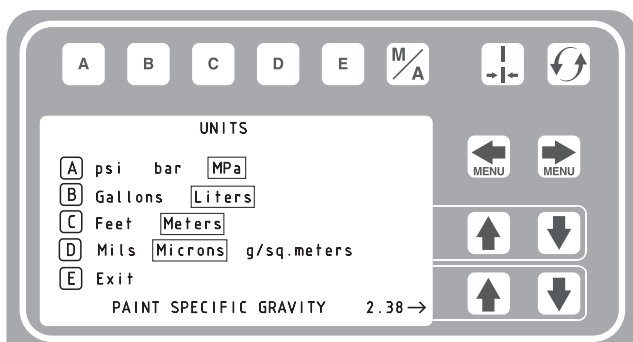 A B C D E M/A
UNITS
A psi bar MPa
B Gallons Liters
C Feet Meters
D Mils Microns g/sq.meters
E Exit
PAINT SPECIFIC GRAVITY 2.38→
MENU MENU